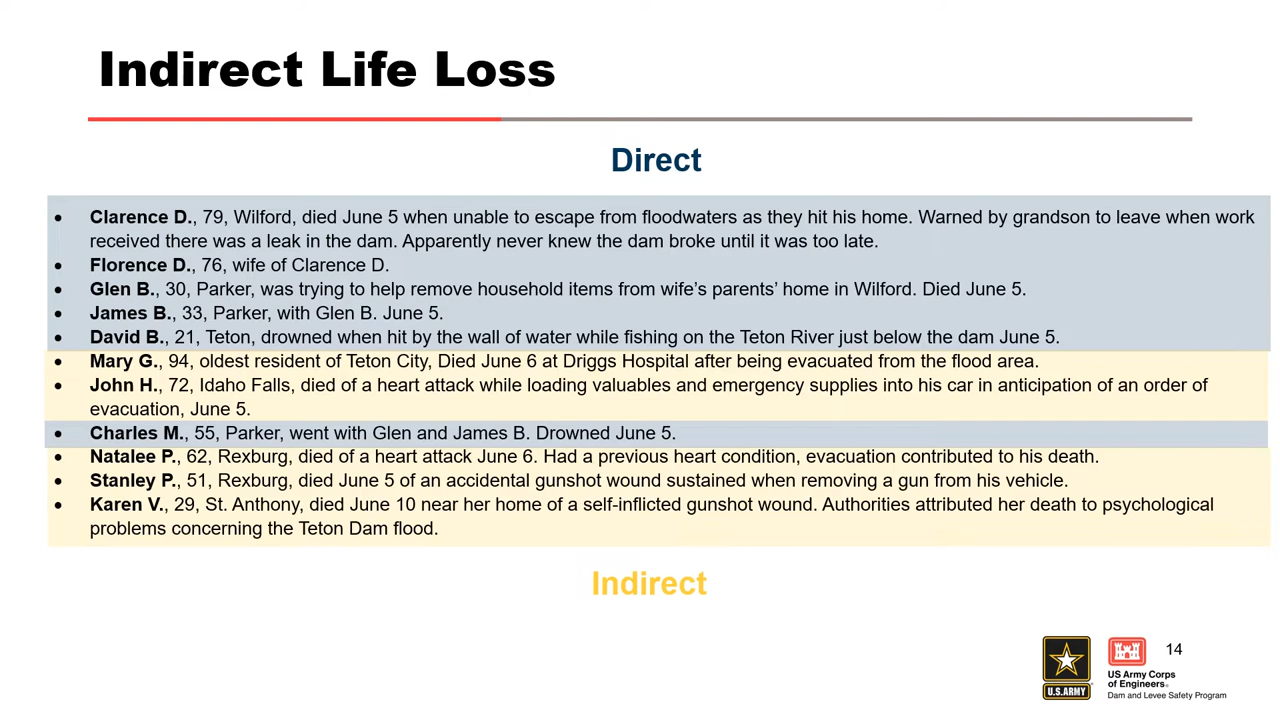 Indirect Life Loss
Direct
• Clarence D., 79, Wilford, died June 5 when unable to escape from floodwaters as they hit his home. Warned by grandson to leave when work
received there was a leak in the dam. Apparently never knew the dam broke until it was too late.
• Florence D., 76, wife of Clarence D.
• Glen B., 30, Parker, was trying to help remove household items from wife's parents' home in Wilford. Died June 5.
• James B., 33, Parker, with Glen B. June 5.
• David B., 21, Teton, drowned when hit by the wall of water while fishing on the Teton River just below the dam June 5.
• Mary G., 94, oldest resident of Teton City, Died June 6 at Driggs Hospital after being evacuated from the flood area.
• John H., 72, Idaho Falls, died of a heart attack while loading valuables and emergency supplies into his car in anticipation of an order of
evacuation, June 5.
• Charles M., 55, Parker, went with Glen and James B. Drowned June 5.
• Natalee P., 62, Rexburg, died of a heart attack June 6. Had a previous heart condition, evacuation contributed to his death.
• Stanley P., 51, Rexburg, died June 5 of an accidental gunshot wound sustained when removing a gun from his vehicle.
• Karen V., 29, St. Anthony, died June 10 near her home of a self-inflicted gunshot wound. Authorities attributed her death to psychological
problems concerning the Teton Dam flood.
Indirect
14
U.S.ARMY
US Army Corps
of Engineers®
Dam and Levee Safety Program